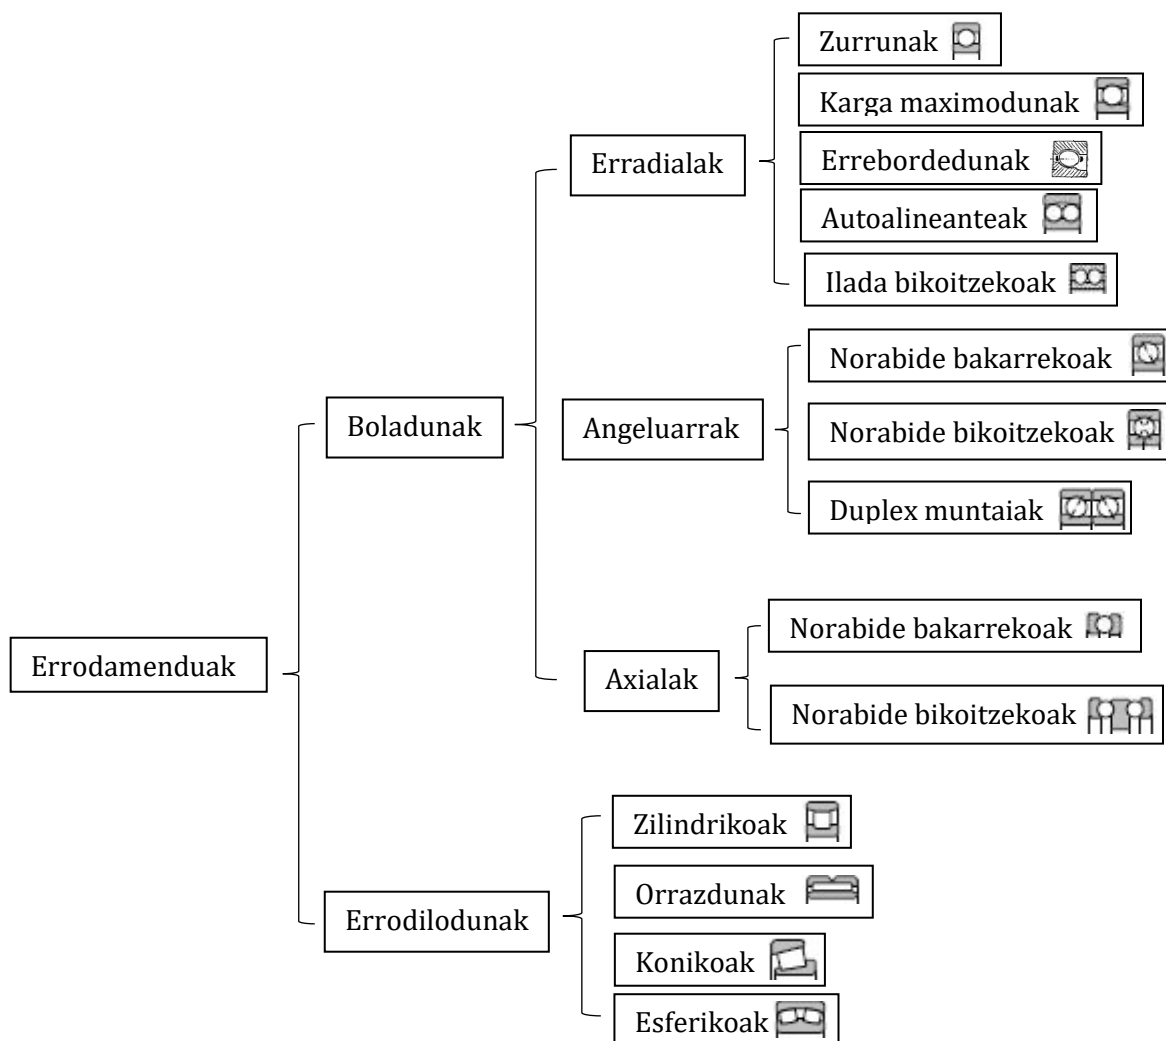 Zurrunak
Karga maximodunak
Erradialak
Errebordedunak
Autoalineanteak
Ilada bikoitzekoak
Norabide bakarrekoak
Boladunak
Angeluarrak
Norabide bikoitzekoak
Duplex muntaiak
Norabide bakarrekoak
Errodamenduak
Axialak
Norabide bikoitzekoak
Zilindrikoak
Orrazdunak
Errodilodunak
Konikoak
Esferikoak